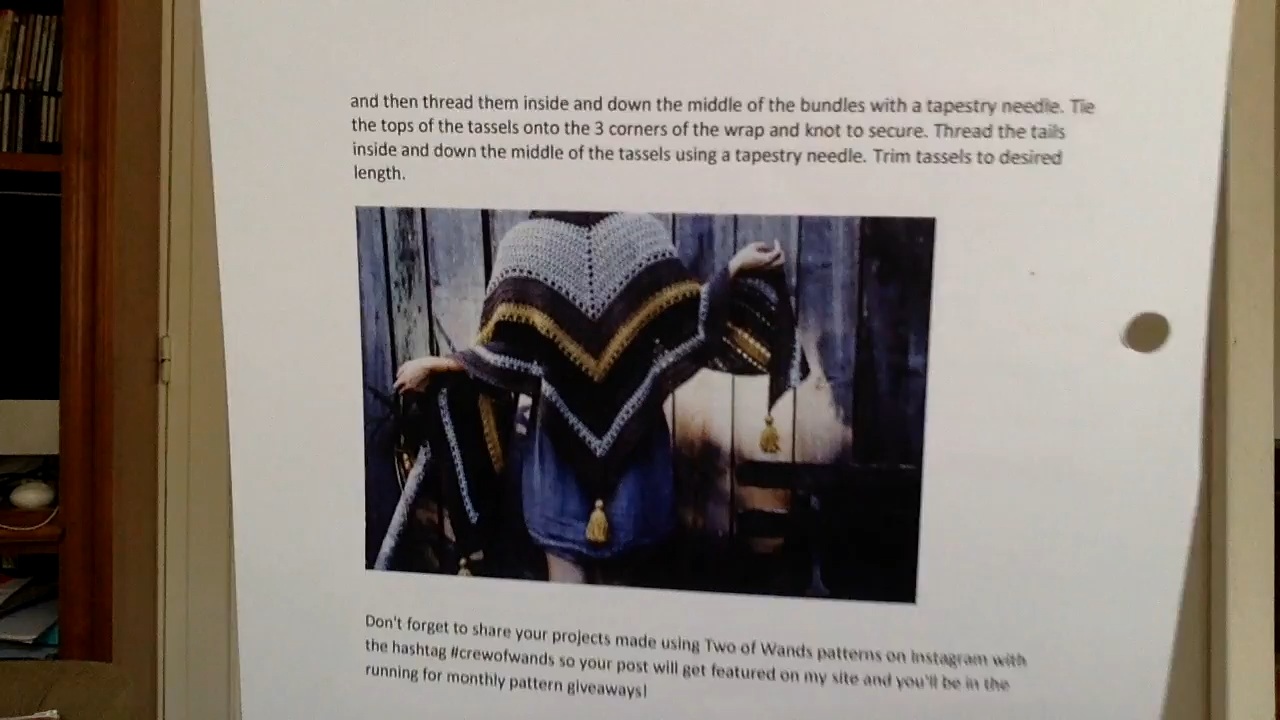 and then thread them inside and down the middle of the bundles with a tapestry needle. Tie
the tops of the tassels onto the 3 corners of the wrap and knot to secure. Thread the tails
inside and down the middle of the tassels using a tapestry needle. Trim tassels to desired
length.
Don't forget to share your projects made using Two of Wands patterns on Instagram with
the hashtag #crewofwands so your post will get featured on my site and you'll be in the
running for monthly pattern giveaways!